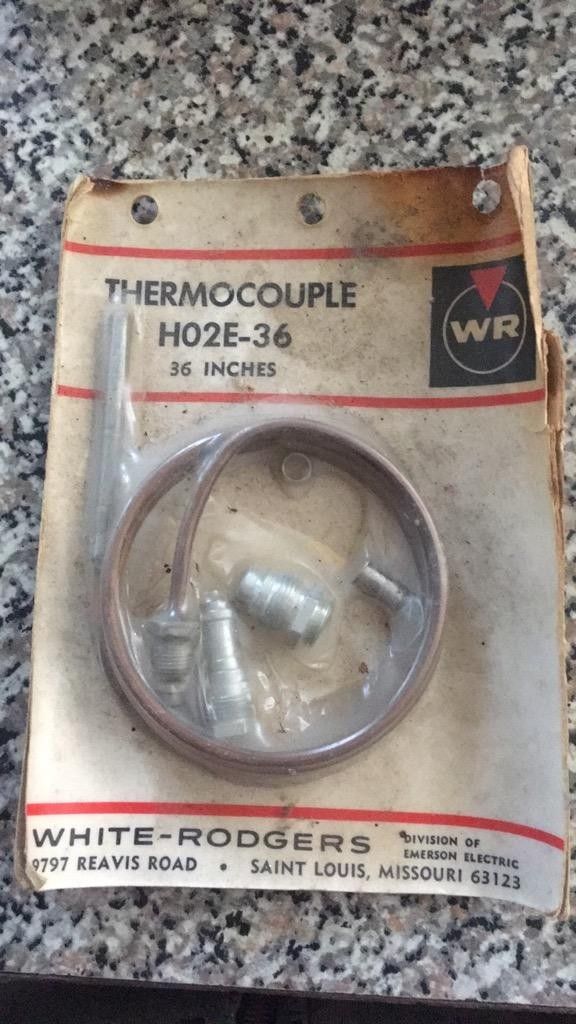 THERMOCOUPLE
H02E-36
36 INCHES
WR
WHITE-RODGERS
DIVISION OF
EMERSON ELECTRIC
9797 REAVIS ROAD • SAINT LOUIS, MISSOURI 63123